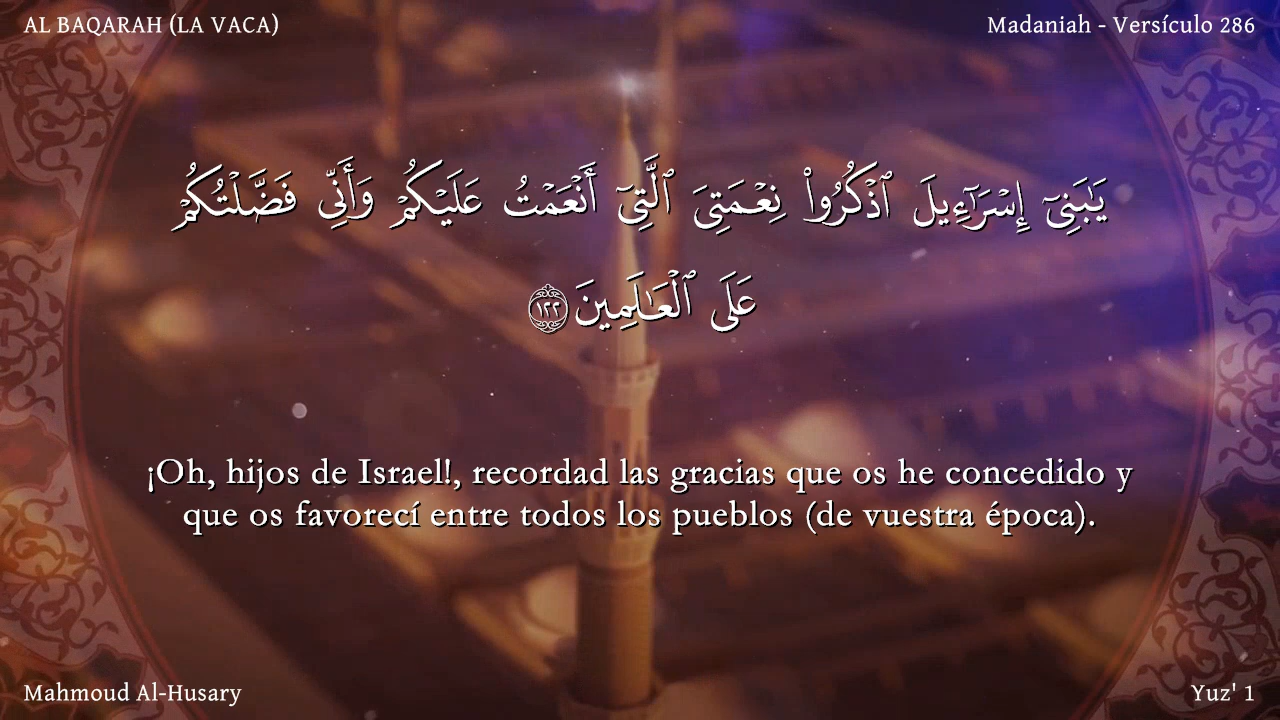 AL BAQARAH (LA VACA)
Madaniah - Versículo 286
يَـٰبَنِىٓ إِسْرَٰٓءِيلَ ٱذْكُرُوا۟ نِعْمَتِىَ ٱلَّتِىٓ أَنْعَمْتُ عَلَيْكُمْ وَأَنِّى فَضَّلْتُكُمْ
عَلَى ٱلْعَـٰلَمِينَ ١٢٢
¡Oh, hijos de Israel!, recordad las gracias que os he concedido y
que os favorecí entre todos los pueblos (de vuestra época).
Mahmoud Al-Husary
Yuz' 1